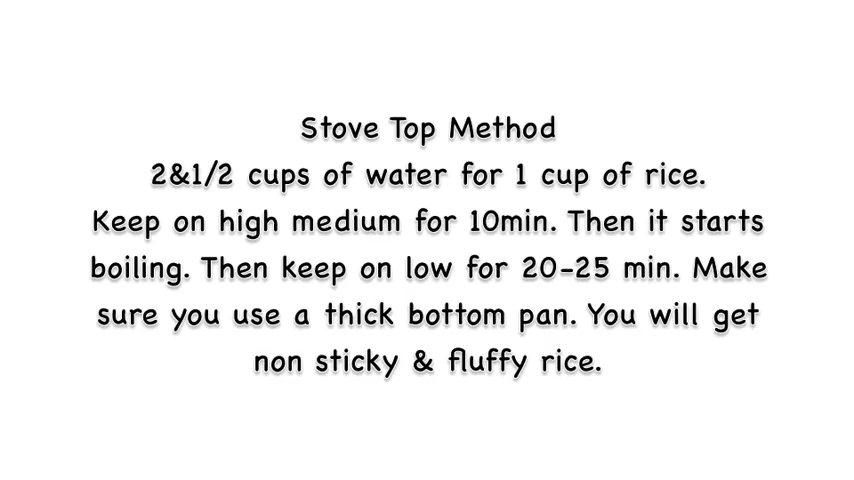 Stove Top Method
2&1/2 cups of water for 1 cup of rice.
Keep on high medium for 10min. Then it starts
boiling. Then keep on low for 20-25 min. Make
sure you use a thick bottom pan. You will get
non sticky & fluffy rice.